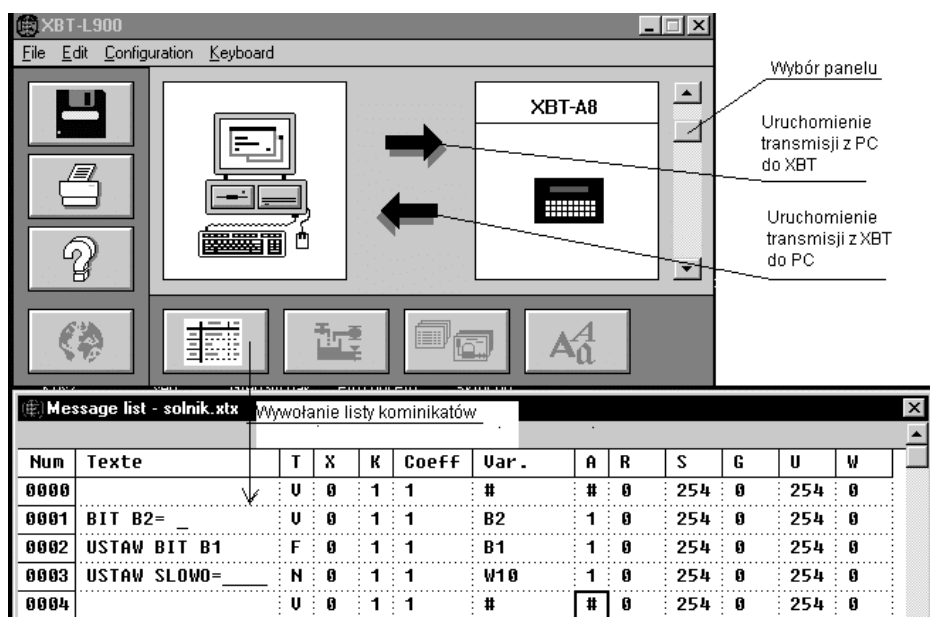 XBT-L900
File Edit Configuration Keyboard
XBT-A8
Wybór panelu
Uruchomienie
transmisji z PC
do XBT
Uruchomienie
transmisji z XBT
do PC
Message list - solnik.xtx
Wywołanie listy kominikatów
Num Texte T X K Coeff Var. A R S G U W
0000 V 0 1 1 # # 0 254 0 254 0
0001 BIT B2= _ V 0 1 1 B2 1 0 254 0 254 0
0002 USTAW BIT B1 F 0 1 1 B1 1 0 254 0 254 0
0003 USTAW SLOWO=____ N 0 1 1 W10 1 0 254 0 254 0
0004 V 0 1 1 # # 0 254 0 254 0